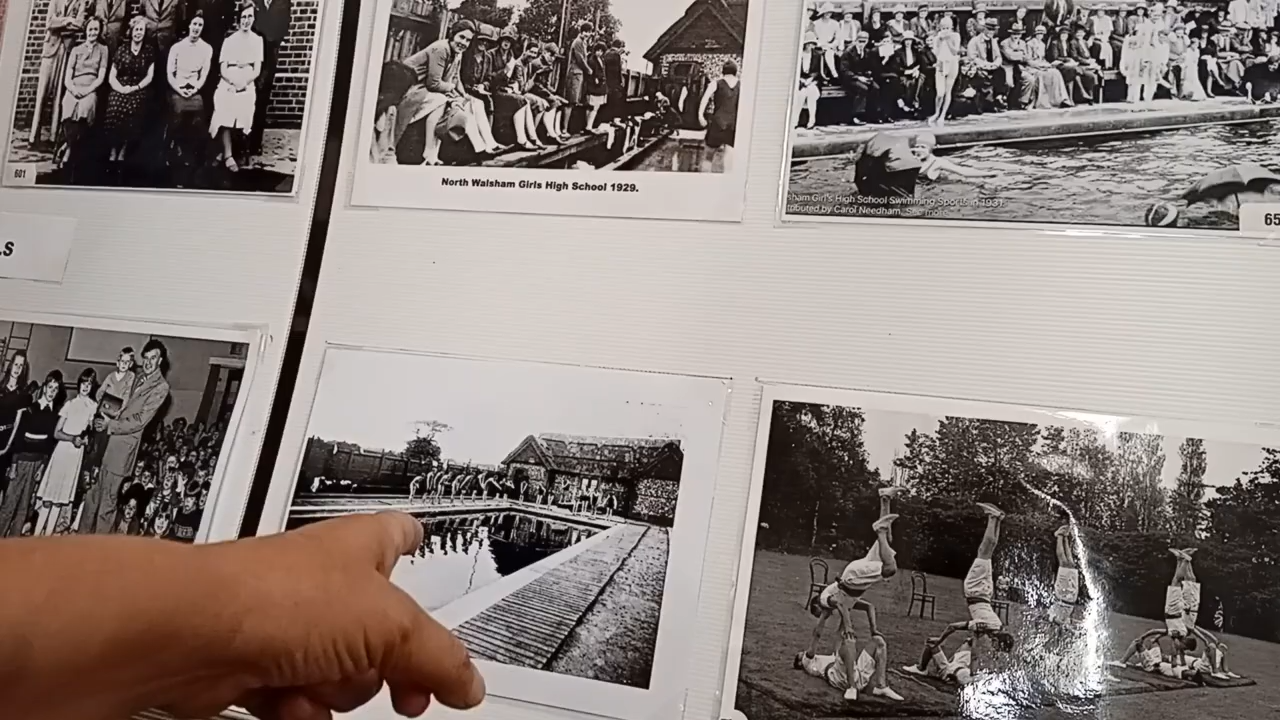 601
North Walsham Girls High School 1929.
sham Girl's High School Swimming Sports in 1931.
tributed by Carol Needham. See more
65
LS